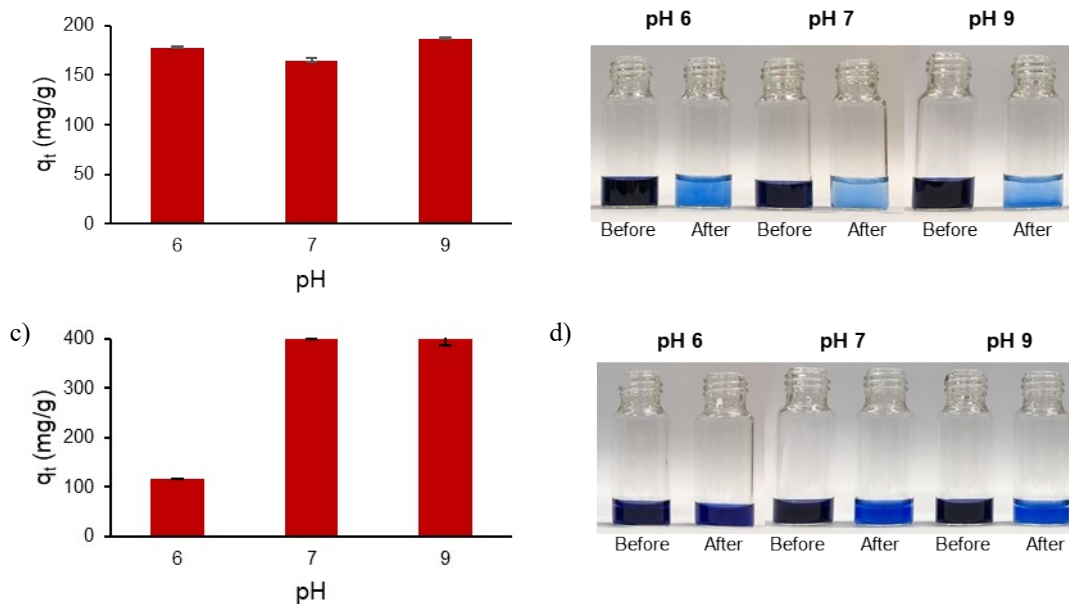 200
150
100
50
0
qt (mg/g)
6 7 9
pH
pH 6 pH 7 pH 9
Before After Before After Before After
c)
400
300
200
100
0
qt (mg/g)
6 7 9
pH
d)
pH 6 pH 7 pH 9
Before After Before After Before After